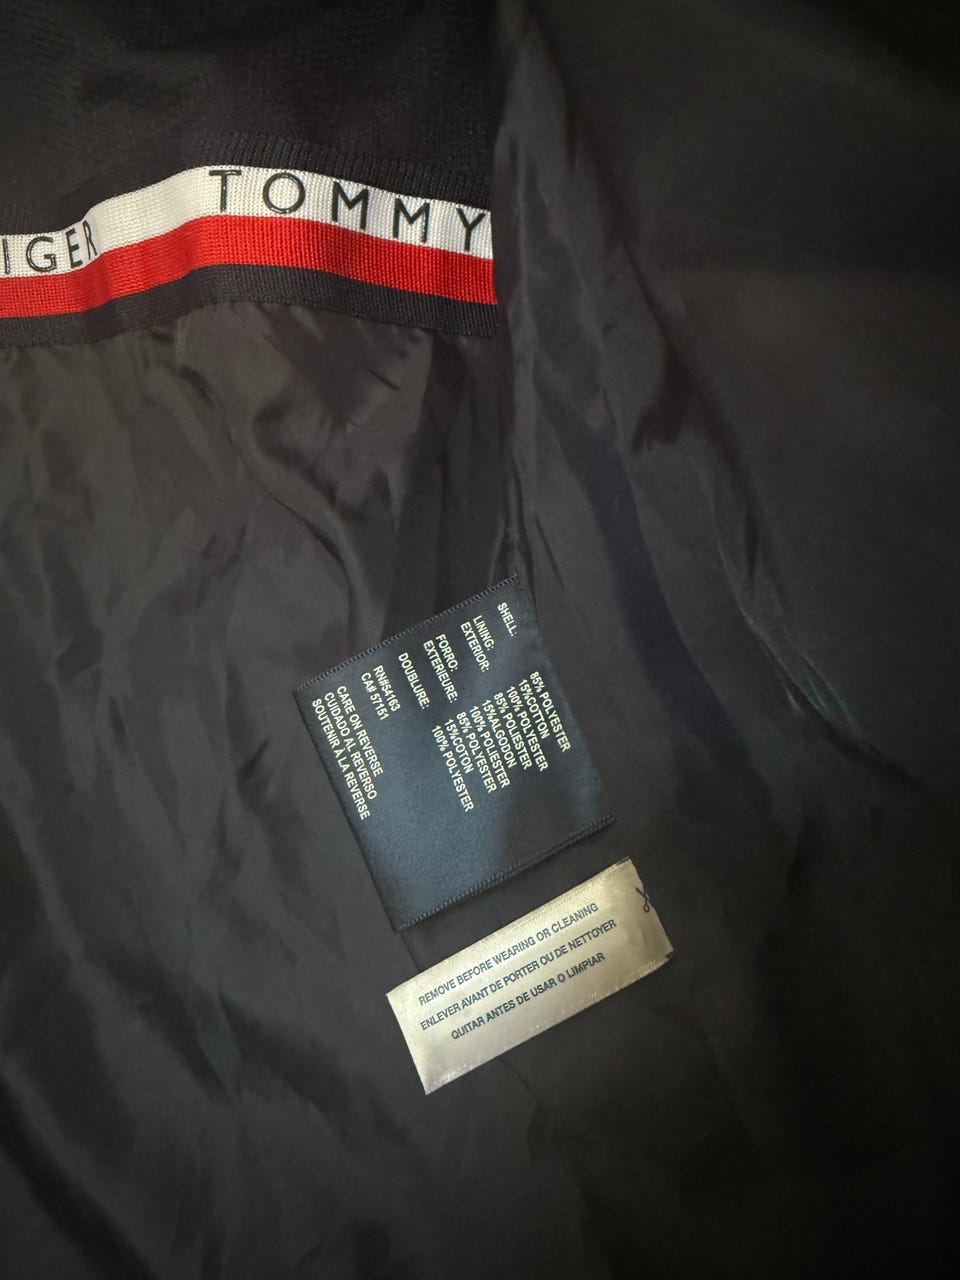 IGER TOMMY
SHELL: 85% POLYESTER
15%COTTON
LINING: 100% POLYESTER
EXTERIOR: 85% POLIESTER
15%ALGODON
FORRO: 100% POLIESTER
EXTERIEURE: 85% POLYESTER
15%COTON
DOUBLURE: 100% POLYESTER
RN#54163
CA# 57151
CARE ON REVERSE
CUIDADO AL REVERSO
SOUTENIR À LA REVERSE
REMOVE BEFORE WEARING OR CLEANING
ENLEVER AVANT DE PORTER OU DE NETTOYER
QUITAR ANTES DE USAR O LIMPIAR